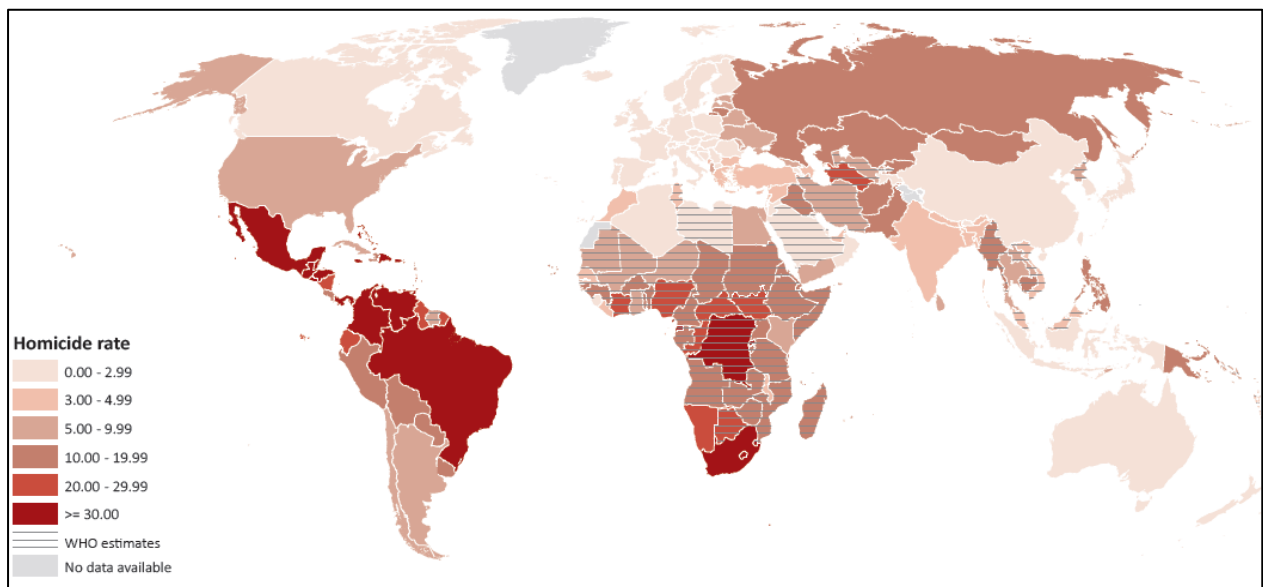 Homicide rate
0.00 - 2.99
3.00 - 4.99
5.00 - 9.99
10.00 - 19.99
20.00 - 29.99
>= 30.00
WHO estimates
No data available